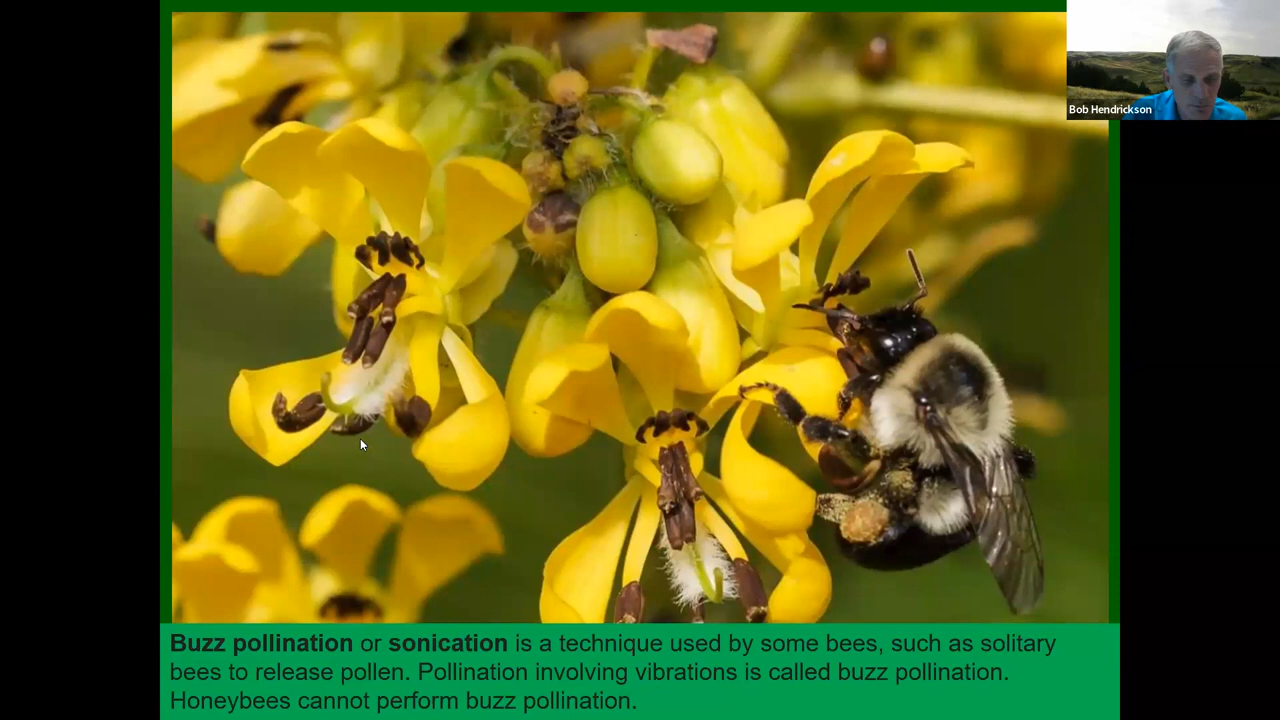 Bob Hendrickson
Buzz pollination or sonication is a technique used by some bees, such as solitary
bees to release pollen. Pollination involving vibrations is called buzz pollination.
Honeybees cannot perform buzz pollination.